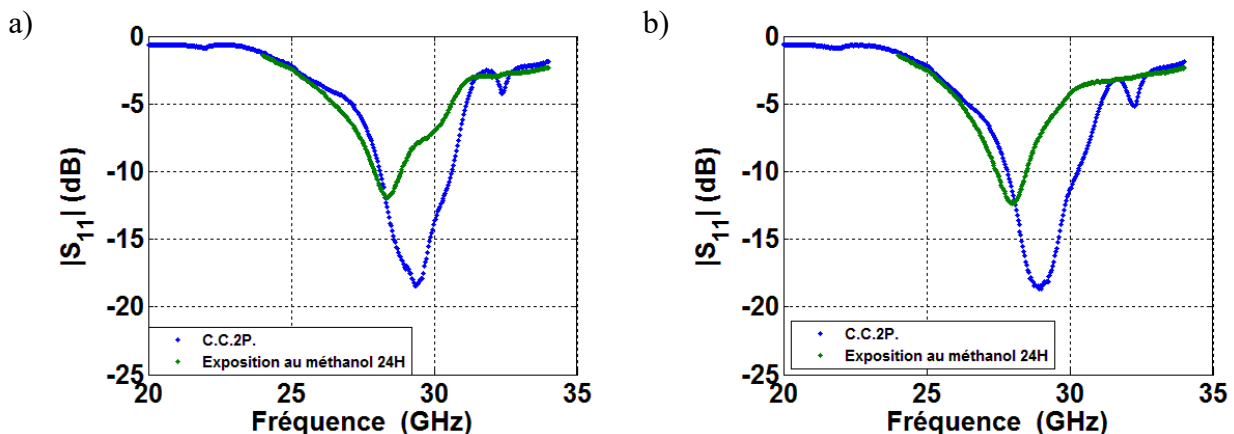 a)
0
-5
-10
-15
-20
-25
|S11| (dB)
C.C.2P.
Exposition au méthanol 24H
20 25 30 35
Fréquence (GHz)
b)
0
-5
-10
-15
-20
-25
|S11| (dB)
C.C.2P.
Exposition au méthanol 24H
20 25 30 35
Fréquence (GHz)